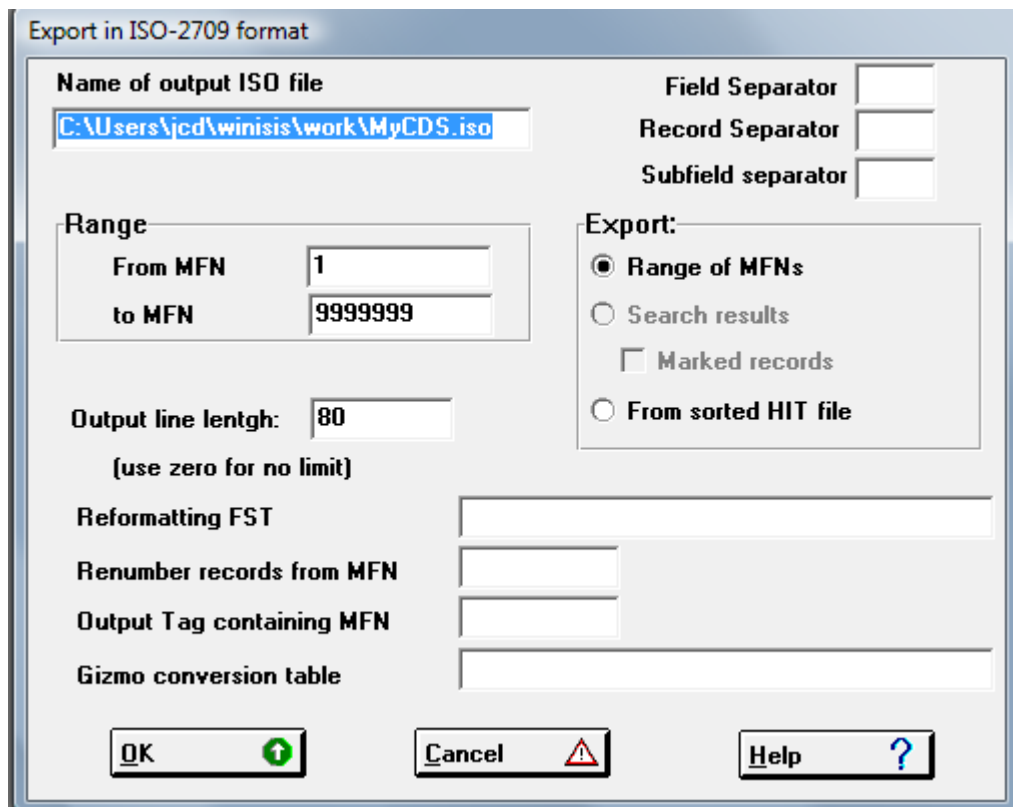 Export in ISO-2709 format
Name of output ISO file
C:\Users\jcd\winisis\work\MyCDS.iso
Field Separator
Record Separator
Subfield separator
Range
From MFN 1
to MFN 9999999
Export:
Range of MFNs
Search results
Marked records
From sorted HIT file
Output line lentgh: 80
(use zero for no limit)
Reformatting FST
Renumber records from MFN
Output Tag containing MFN
Gizmo conversion table
OK
Cancel
Help ?